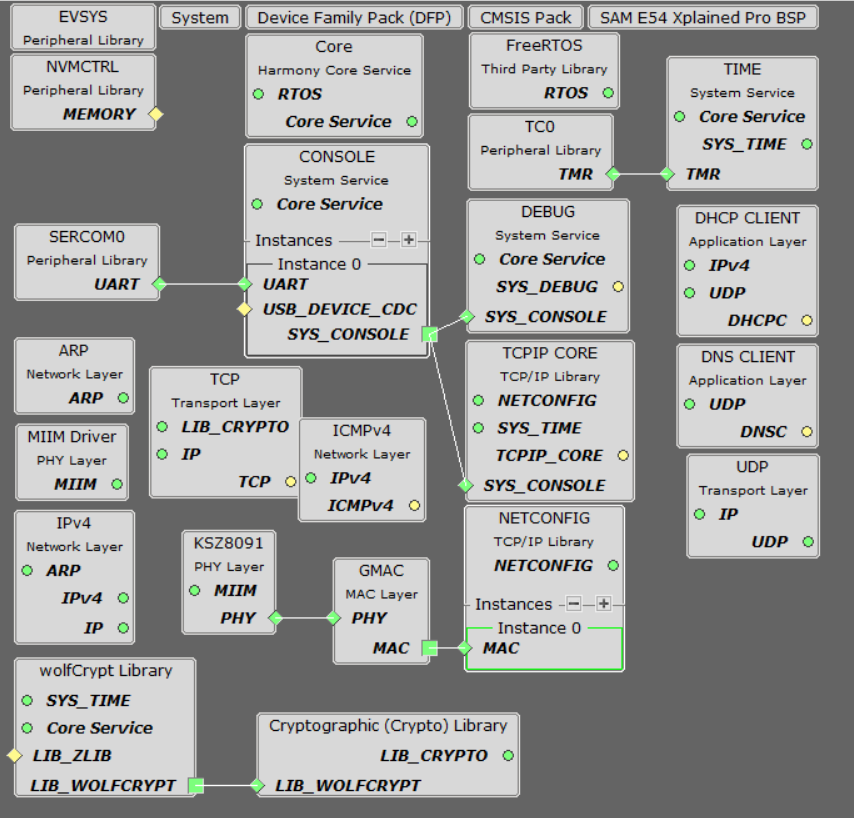 EVSYS
Peripheral Library
System
Device Family Pack (DFP)
CMSIS Pack
SAM E54 Xplained Pro BSP
NVMCTRL
Peripheral Library
MEMORY
Core
Harmony Core Service
RTOS
Core Service
FreeRTOS
Third Party Library
RTOS
TIME
System Service
Core Service
SYS_TIME
TMR
TC0
Peripheral Library
TMR
CONSOLE
System Service
Core Service
Instances
Instance 0
UART
USB_DEVICE_CDC
SYS_CONSOLE
SERCOM0
Peripheral Library
UART
DEBUG
System Service
Core Service
SYS_DEBUG
SYS_CONSOLE
DHCP CLIENT
Application Layer
IPv4
UDP
DHCPC
ARP
Network Layer
ARP
TCP
Transport Layer
LIB_CRYPTO
IP
TCP
ICMPv4
Network Layer
IPv4
ICMPv4
TCPIP CORE
TCP/IP Library
NETCONFIG
SYS_TIME
TCPIP_CORE
SYS_CONSOLE
DNS CLIENT
Application Layer
UDP
DNSC
MIIM Driver
PHY Layer
MIIM
UDP
Transport Layer
IP
UDP
IPv4
Network Layer
ARP
IPv4
IP
KSZ8091
PHY Layer
MIIM
PHY
GMAC
MAC Layer
PHY
MAC
NETCONFIG
TCP/IP Library
NETCONFIG
Instances
Instance 0
MAC
wolfCrypt Library
SYS_TIME
Core Service
LIB_ZLIB
LIB_WOLFCRYPT
Cryptographic (Crypto) Library
LIB_CRYPTO
LIB_WOLFCRYPT